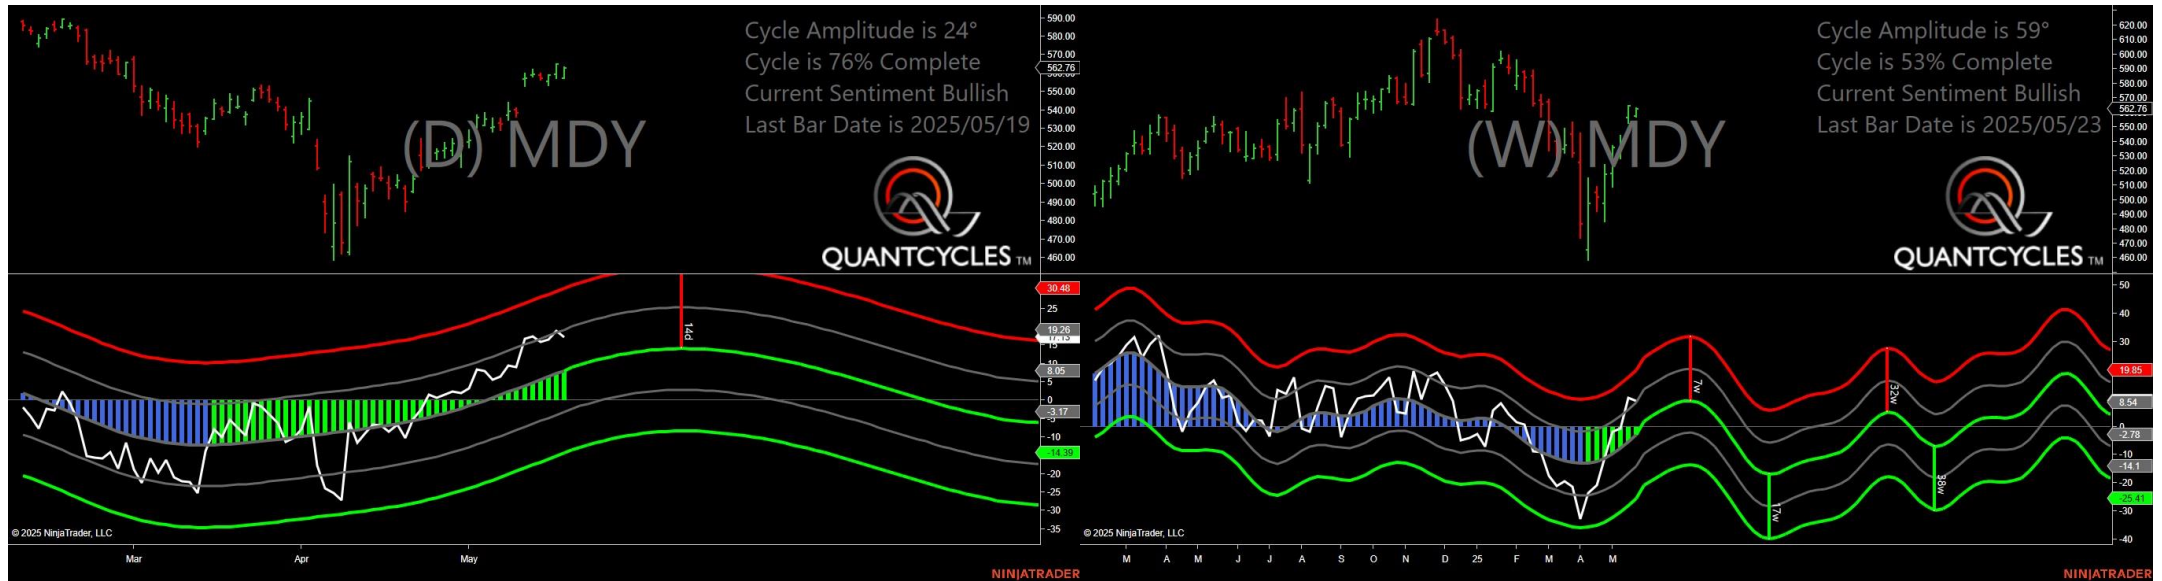 Cycle Amplitude is 24°
Cycle is 76% Complete
Current Sentiment Bullish
Last Bar Date is 2025/05/19
(D) MDY
QUANTCYCLES TM
590.00
580.00
570.00
562.76
550.00
540.00
530.00
520.00
510.00
500.00
490.00
480.00
470.00
460.00
14d
30.48
25
19.26
17.13
15
10
8.05
5
0
-3.17
-10
-14.39
-20
-25
-30
-35
© 2025 NinjaTrader, LLC
Mar Apr May
NINJATRADER
Cycle Amplitude is 59°
Cycle is 53% Complete
Current Sentiment Bullish
Last Bar Date is 2025/05/23
(W) MDY
QUANTCYCLES TM
620.00
610.00
600.00
590.00
580.00
570.00
562.76
550.00
540.00
530.00
520.00
510.00
500.00
490.00
480.00
470.00
460.00
7w
17w
32w
38w
50
40
30
19.85
8.54
0
-2.78
-10
-14.1
-20
-25.41
-30
-40
© 2025 NinjaTrader, LLC
M A M J J A S O N D 25 F M A M
NINJATRADER